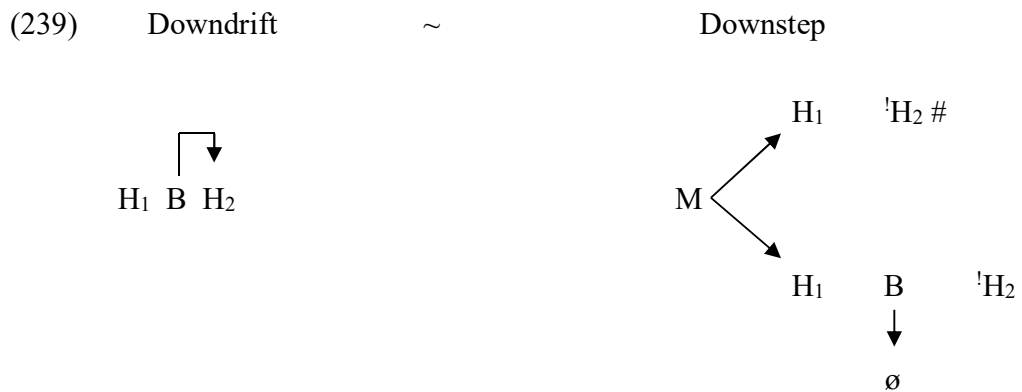 (239) Downdrift ~ Downstep
H₁ ꜝH₂ #
H₁ B H₂ M
H₁ B ꜝH₂
ø